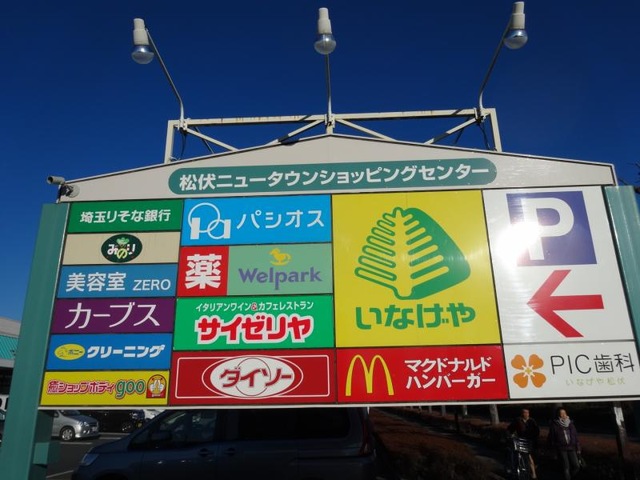 松伏ニュータウンショッピングセンター
埼玉りそな銀行
みのり
美容室 ZERO
カーブス
ポニー クリーニング
goo
Pa パシオス
薬 Welpark
イタリアンワイン&カフェレストラン
サイゼリヤ
ダイソー
いなげや
M マクドナルド
ハンバーガー
P
PIC歯科
いなげや松伏